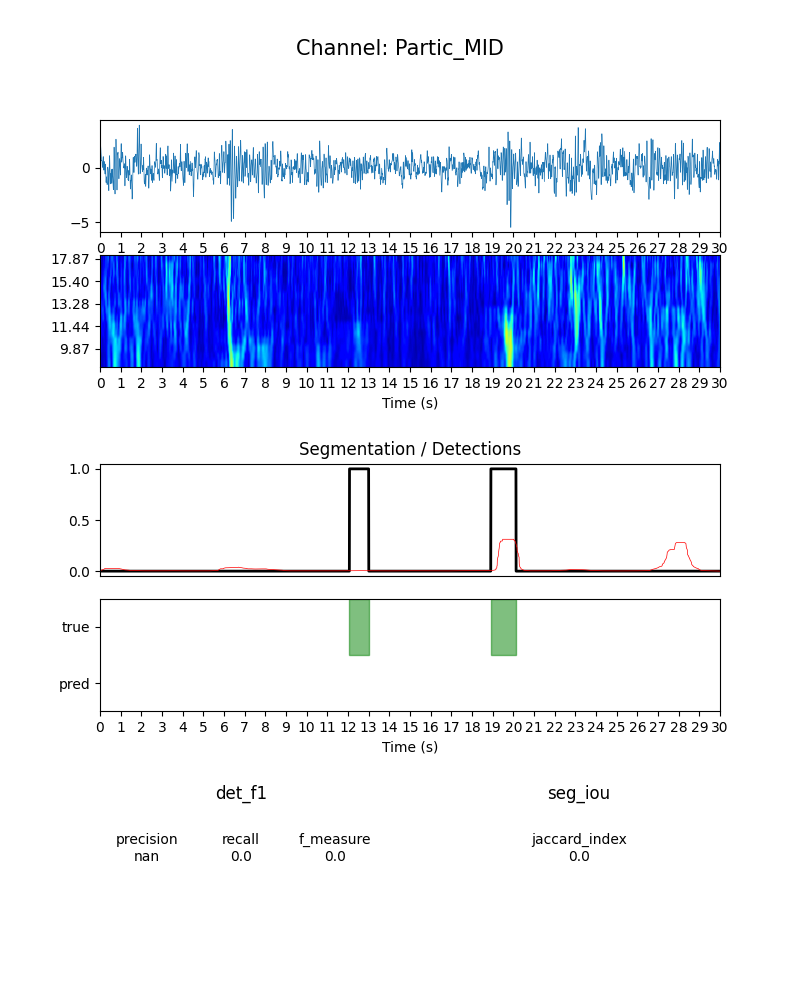 Channel: Partic_MID
0
−5
0 1 2 3 4 5 6 7 8 9 10 11 12 13 14 15 16 17 18 19 20 21 22 23 24 25 26 27 28 29 30
17.87
15.40
13.28
11.44
9.87
0 1 2 3 4 5 6 7 8 9 10 11 12 13 14 15 16 17 18 19 20 21 22 23 24 25 26 27 28 29 30
Time (s)
Segmentation / Detections
1.0
0.5
0.0
true
pred
0 1 2 3 4 5 6 7 8 9 10 11 12 13 14 15 16 17 18 19 20 21 22 23 24 25 26 27 28 29 30
Time (s)
det_f1 seg_iou
precision recall f_measure jaccard_index
nan 0.0 0.0 0.0